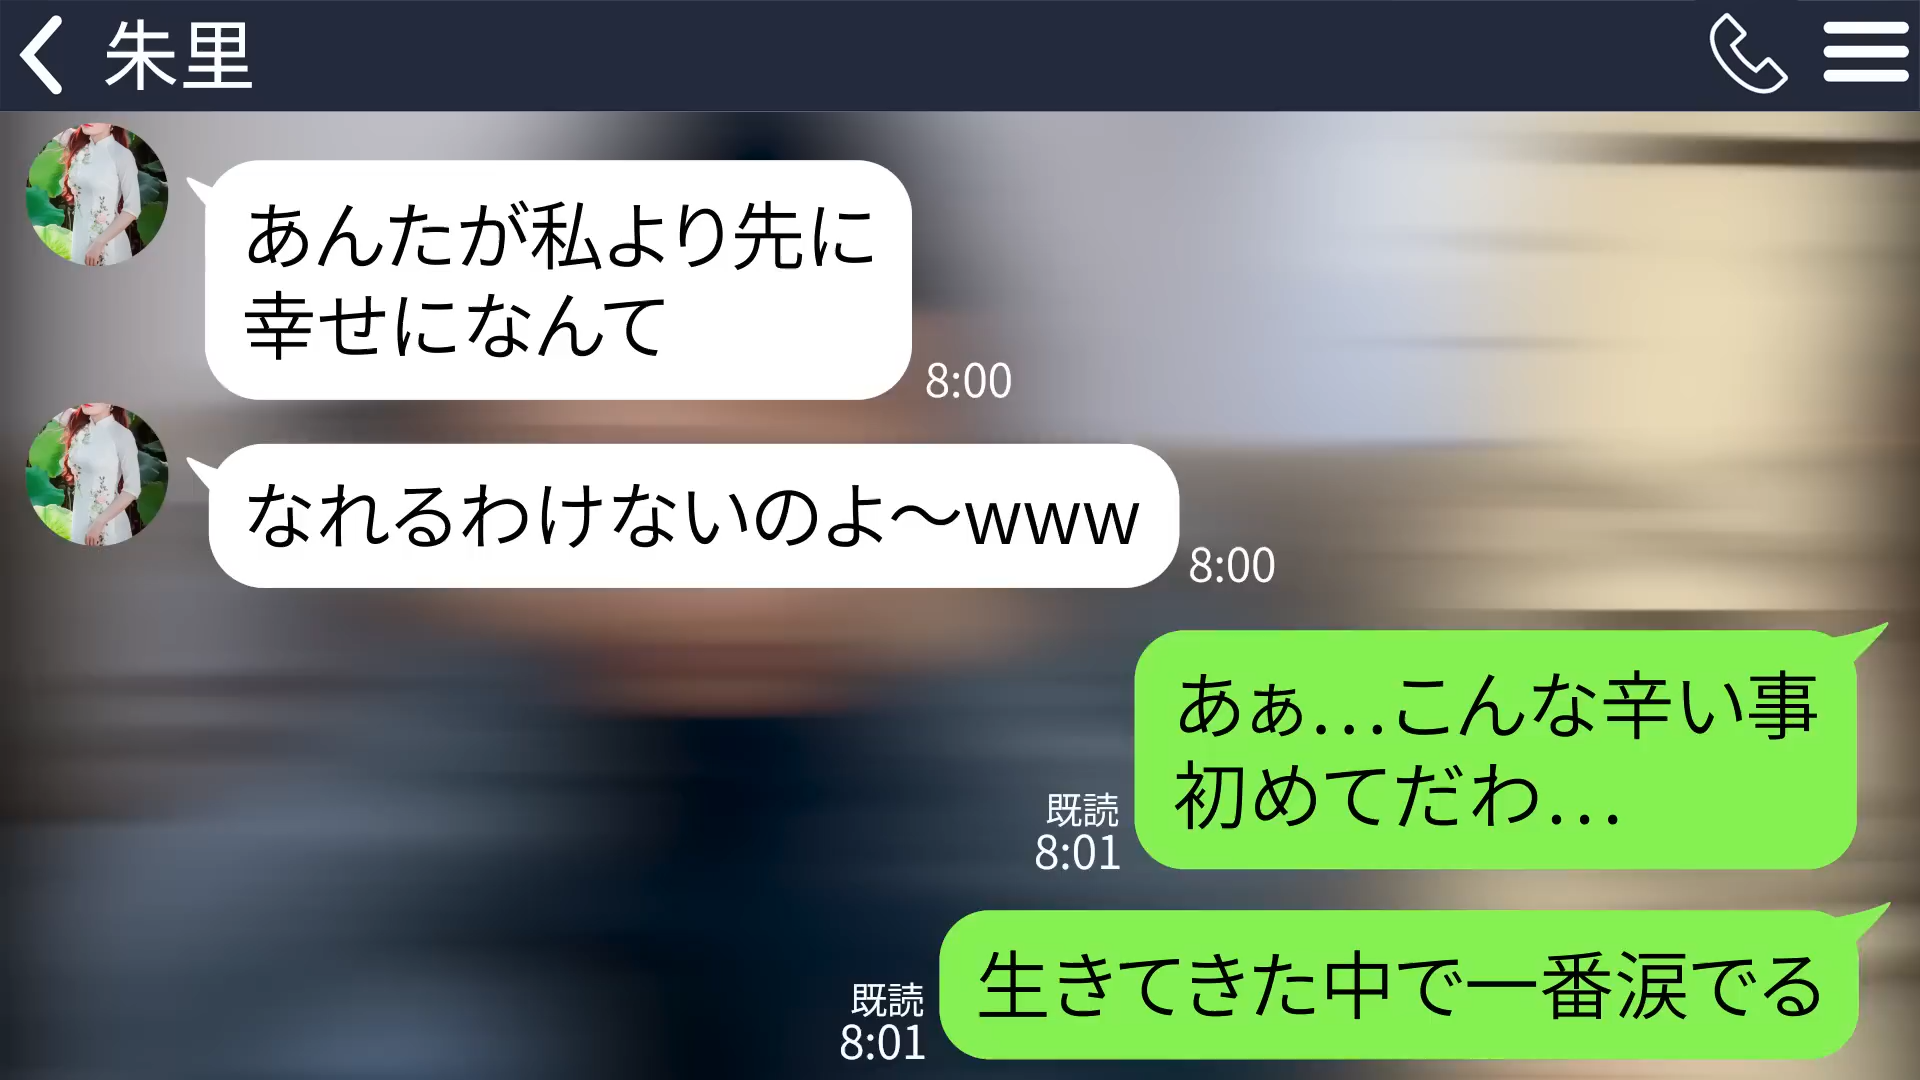 朱里
あんたが私より先に
幸せになんて
8:00
なれるわけないのよ～www
8:00
あぁ…こんな辛い事
初めてだわ…
既読
8:01
生きてきた中で一番涙でる
既読
8:01